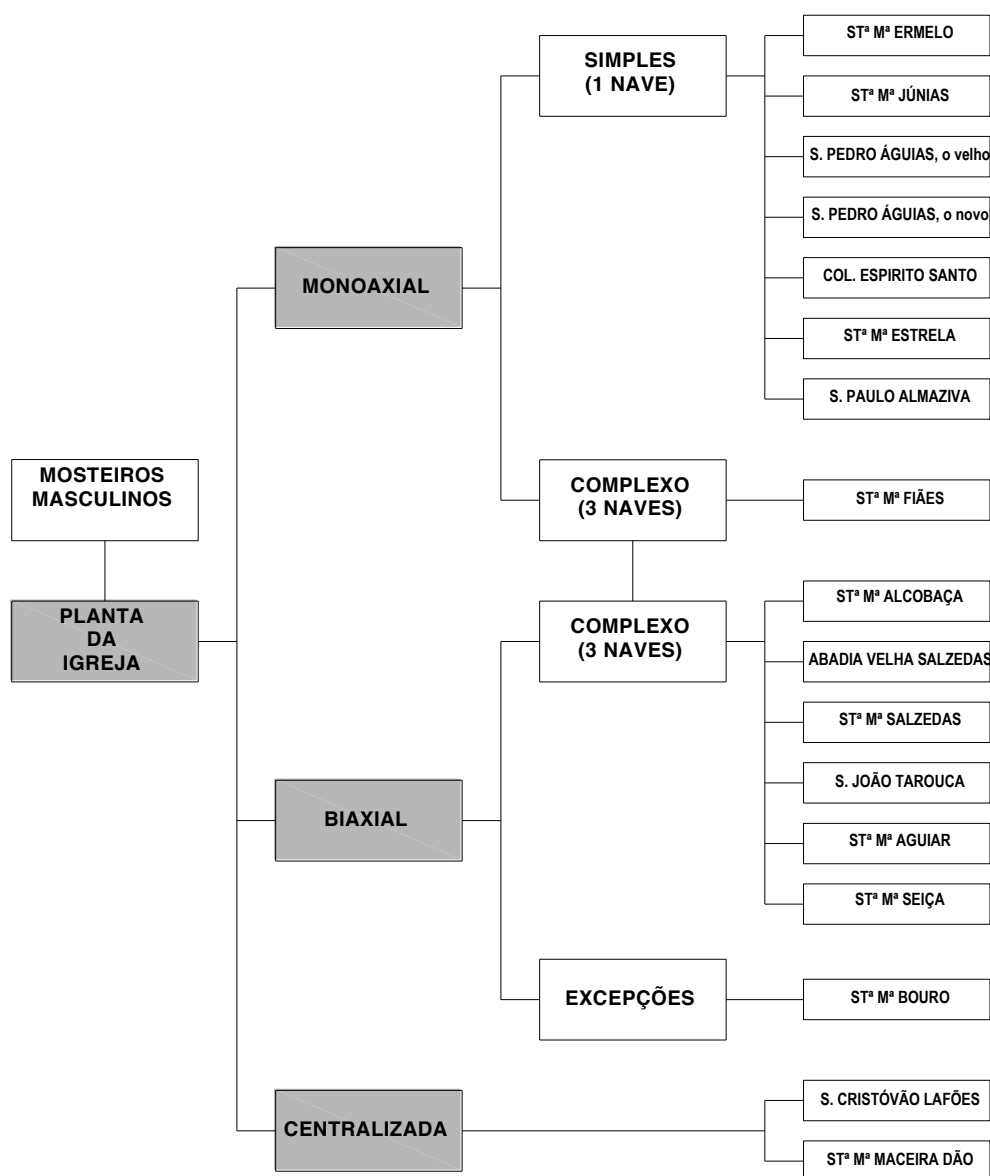 STª Mª ERMELO
SIMPLES
(1 NAVE)
STª Mª JÚNIAS
S. PEDRO ÁGUIAS, o velho
S. PEDRO ÁGUIAS, o novo
MONOAXIAL
COL. ESPIRITO SANTO
STª Mª ESTRELA
S. PAULO ALMAZIVA
MOSTEIROS
MASCULINOS
COMPLEXO
(3 NAVES)
STª Mª FIÃES
PLANTA
DA
IGREJA
COMPLEXO
(3 NAVES)
STª Mª ALCOBAÇA
ABADIA VELHA SALZEDAS
STª Mª SALZEDAS
S. JOÃO TAROUCA
BIAXIAL
STª Mª AGUIAR
STª Mª SEIÇA
EXCEPÇÕES
STª Mª BOURO
S. CRISTÓVÃO LAFÕES
CENTRALIZADA
STª Mª MACEIRA DÃO